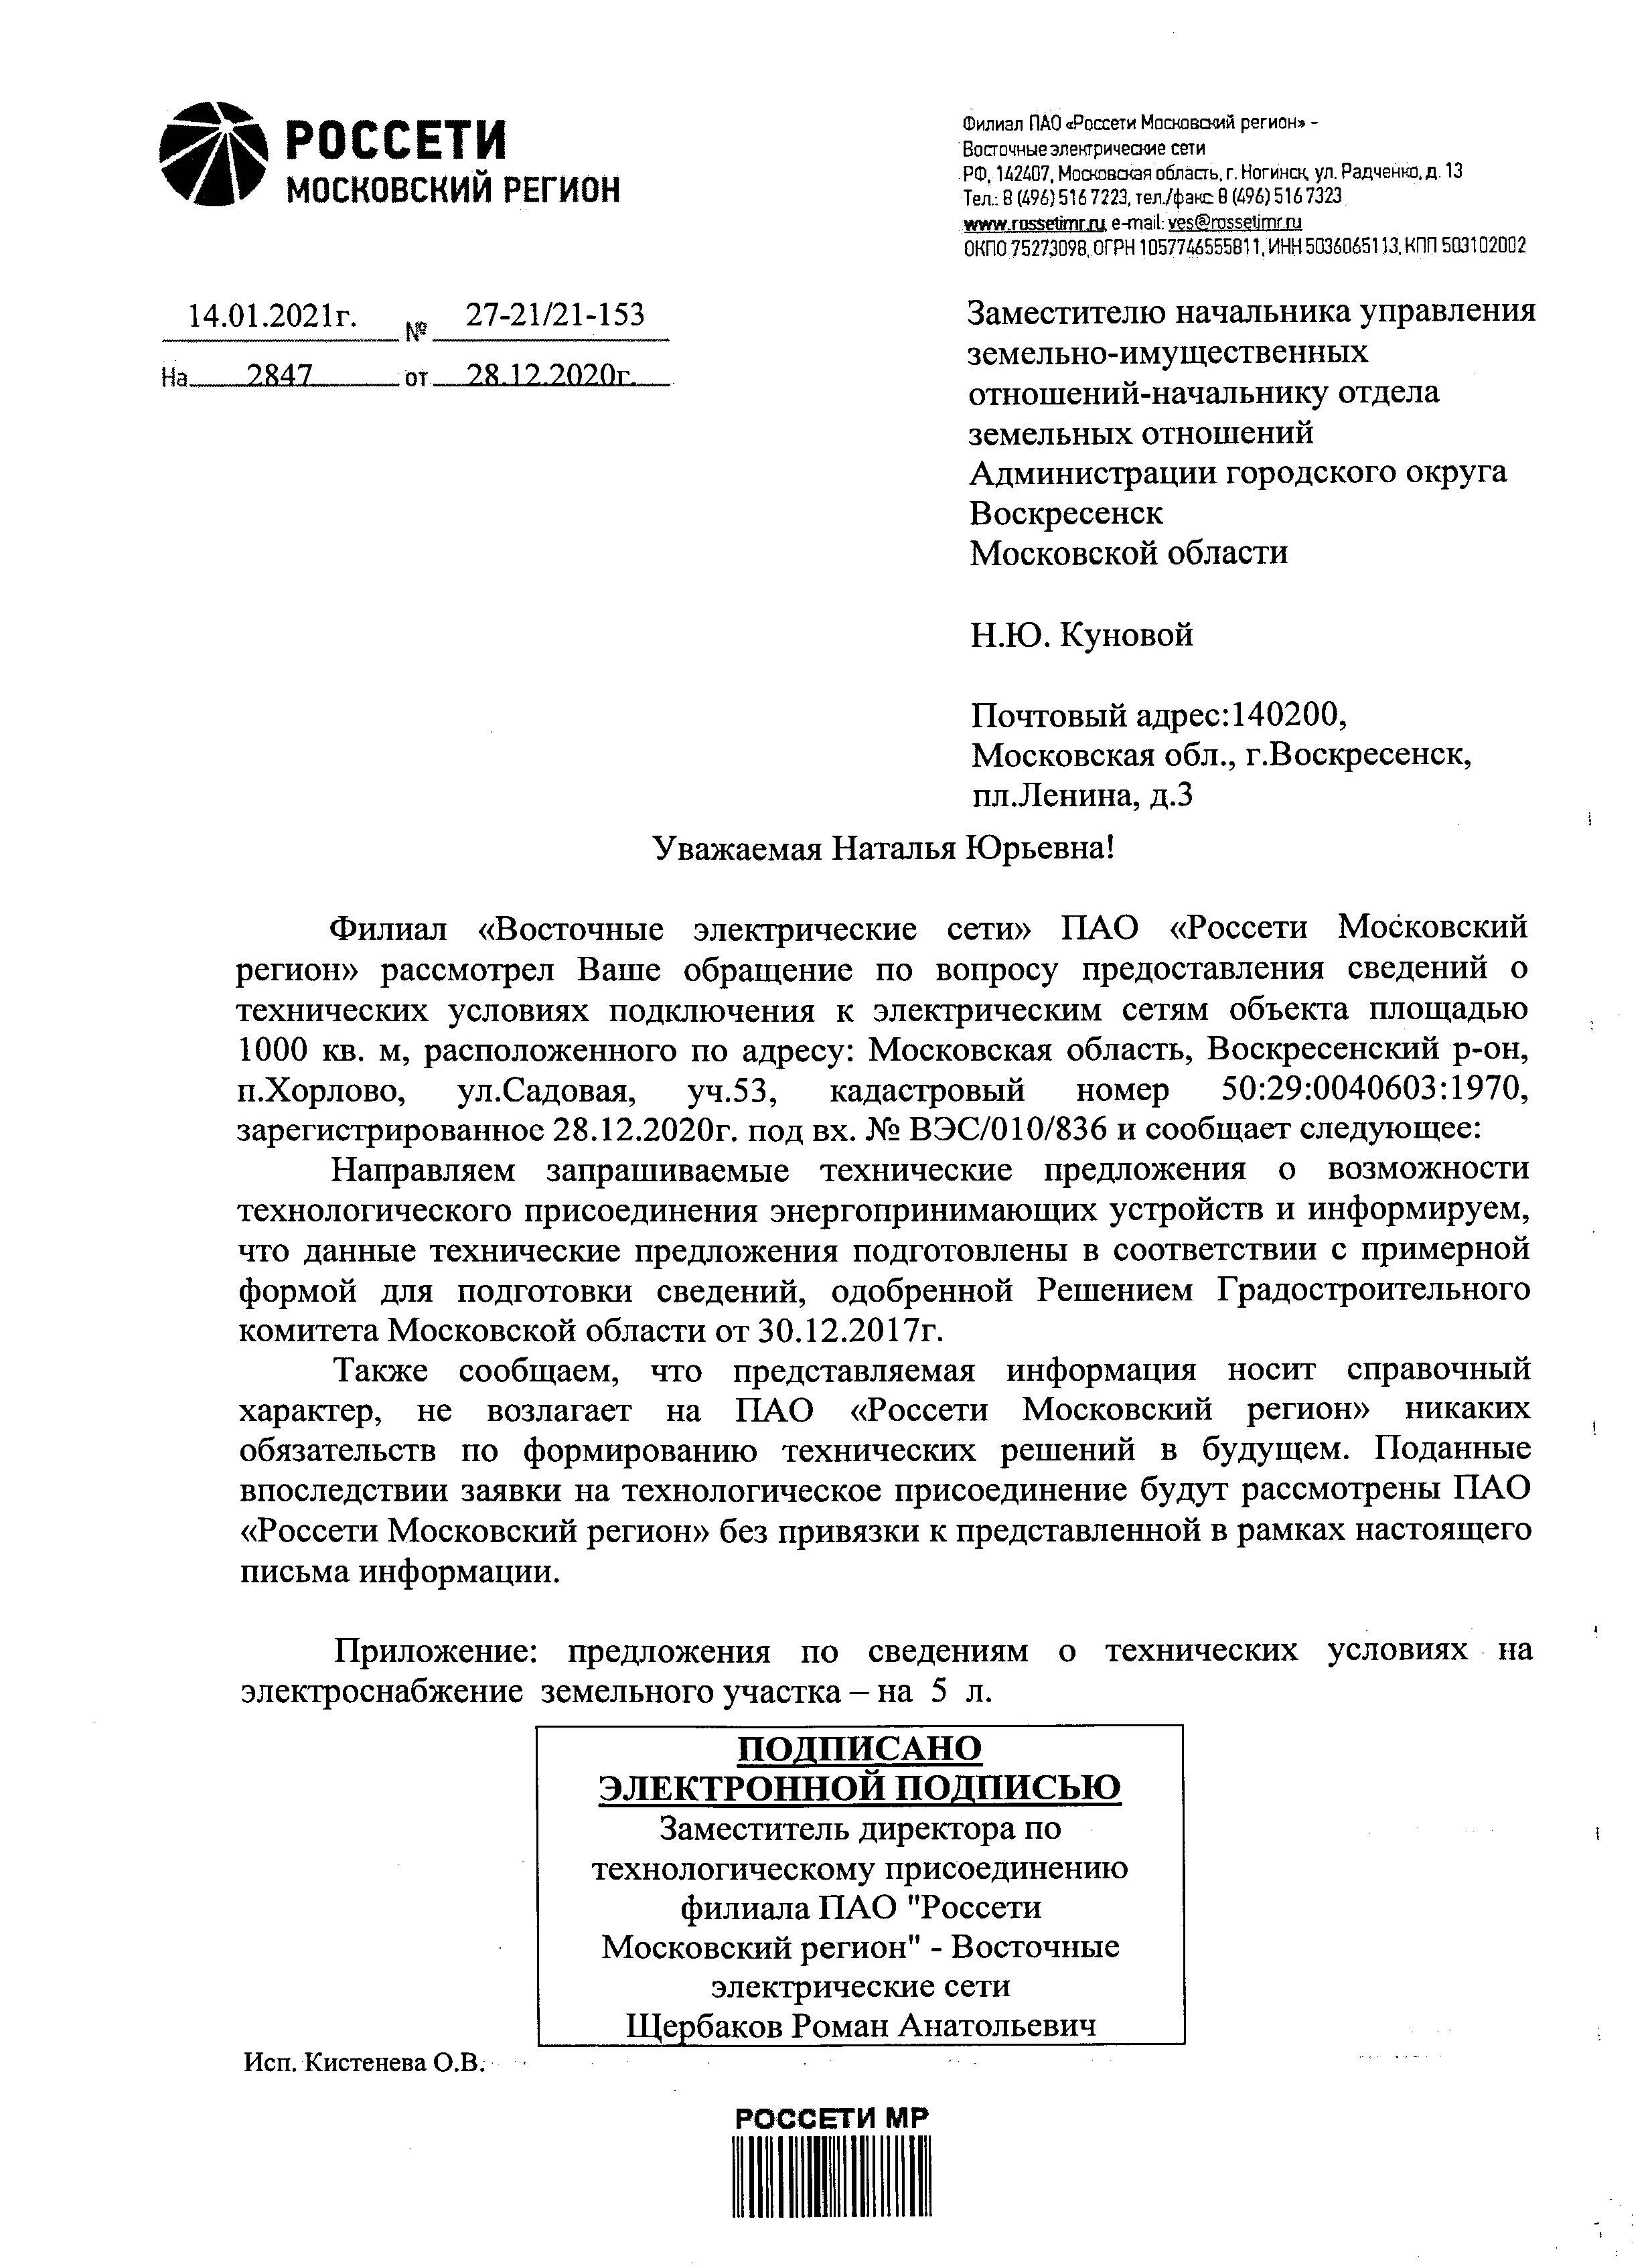 РОССЕТИ
МОСКОВСКИЙ РЕГИОН
Филиал ПАО «Россети Московский регион» -
Восточные электрические сети
РФ, 142407, Московская область, г. Ногинск, ул. Радченко, д. 13
Тел.: 8 (496) 516 7223, тел./факс: 8 (496) 516 7323
www.rossetimr.ru, e-mail: ves@rossetimr.ru
ОКПО 75273098, ОГРН 1057746555811, ИНН 5036065113, КПП 503102002
14.01.2021г. № 27-21/21-153
На 2847 от 28.12.2020г.
Заместителю начальника управления
земельно-имущественных
отношений-начальнику отдела
земельных отношений
Администрации городского округа
Воскресенск
Московской области
Н.Ю. Куновой
Почтовый адрес:140200,
Московская обл., г.Воскресенск,
пл.Ленина, д.3
Уважаемая Наталья Юрьевна!
Филиал «Восточные электрические сети» ПАО «Россети Московский
регион» рассмотрел Ваше обращение по вопросу предоставления сведений о
технических условиях подключения к электрическим сетям объекта площадью
1000 кв. м, расположенного по адресу: Московская область, Воскресенский р-он,
п.Хорлово, ул.Садовая, уч.53, кадастровый номер 50:29:0040603:1970,
зарегистрированное 28.12.2020г. под вх. № ВЭС/010/836 и сообщает следующее:
Направляем запрашиваемые технические предложения о возможности
технологического присоединения энергопринимающих устройств и информируем,
что данные технические предложения подготовлены в соответствии с примерной
формой для подготовки сведений, одобренной Решением Градостроительного
комитета Московской области от 30.12.2017г.
Также сообщаем, что представляемая информация носит справочный
характер, не возлагает на ПАО «Россети Московский регион» никаких
обязательств по формированию технических решений в будущем. Поданные
впоследствии заявки на технологическое присоединение будут рассмотрены ПАО
«Россети Московский регион» без привязки к представленной в рамках настоящего
письма информации.
Приложение: предложения по сведениям о технических условиях на
электроснабжение земельного участка – на 5 л.
ПОДПИСАНО
ЭЛЕКТРОННОЙ ПОДПИСЬЮ
Заместитель директора по
технологическому присоединению
филиала ПАО "Россети
Московский регион" - Восточные
электрические сети
Щербаков Роман Анатольевич
Исп. Кистенева О.В.
РОССЕТИ МР